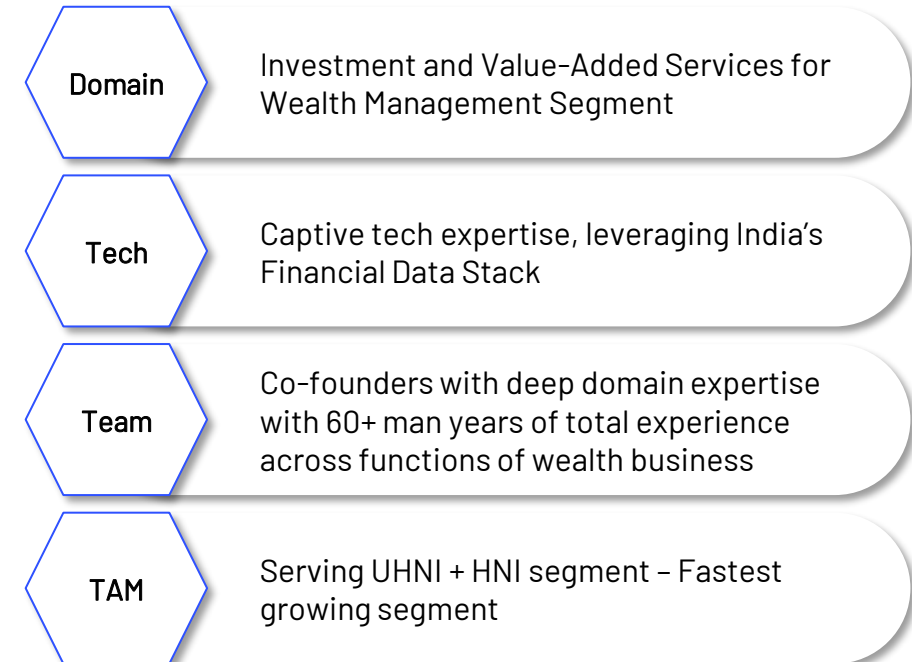 Domain
Investment and Value-Added Services for
Wealth Management Segment
Tech
Captive tech expertise, leveraging India’s
Financial Data Stack
Team
Co-founders with deep domain expertise
with 60+ man years of total experience
across functions of wealth business
TAM
Serving UHNI + HNI segment – Fastest
growing segment